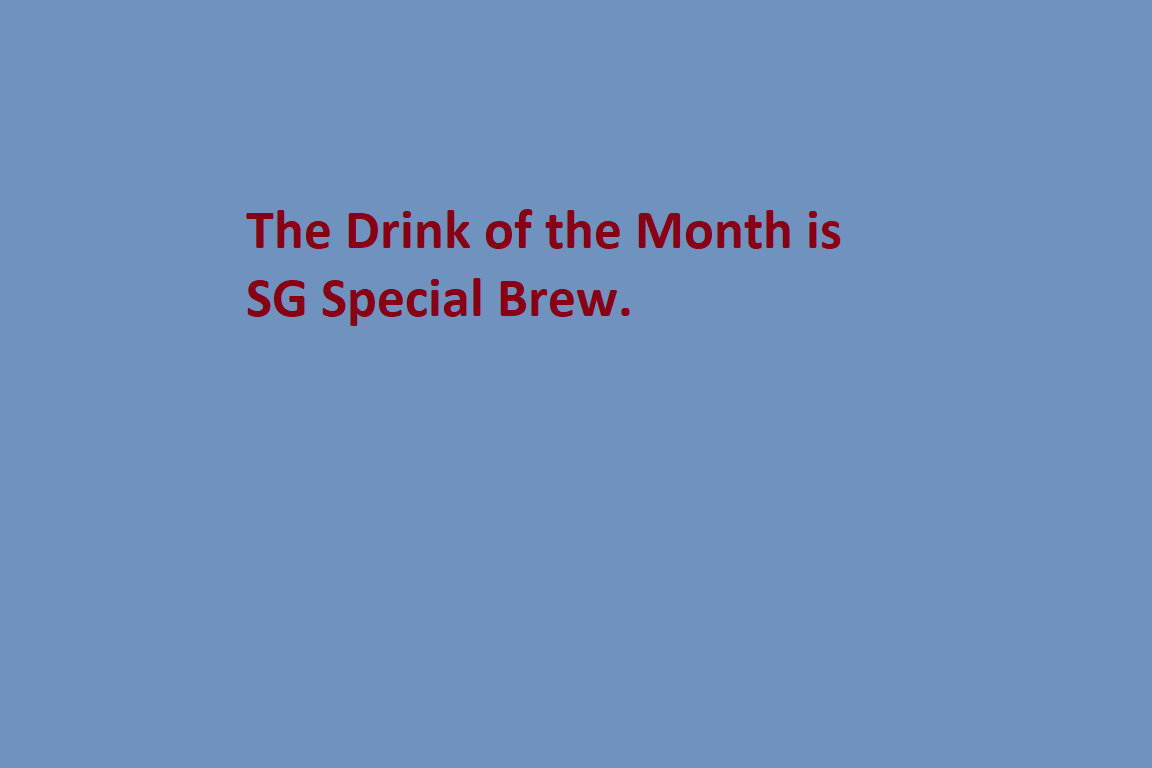 The Drink of the Month is
SG Special Brew.